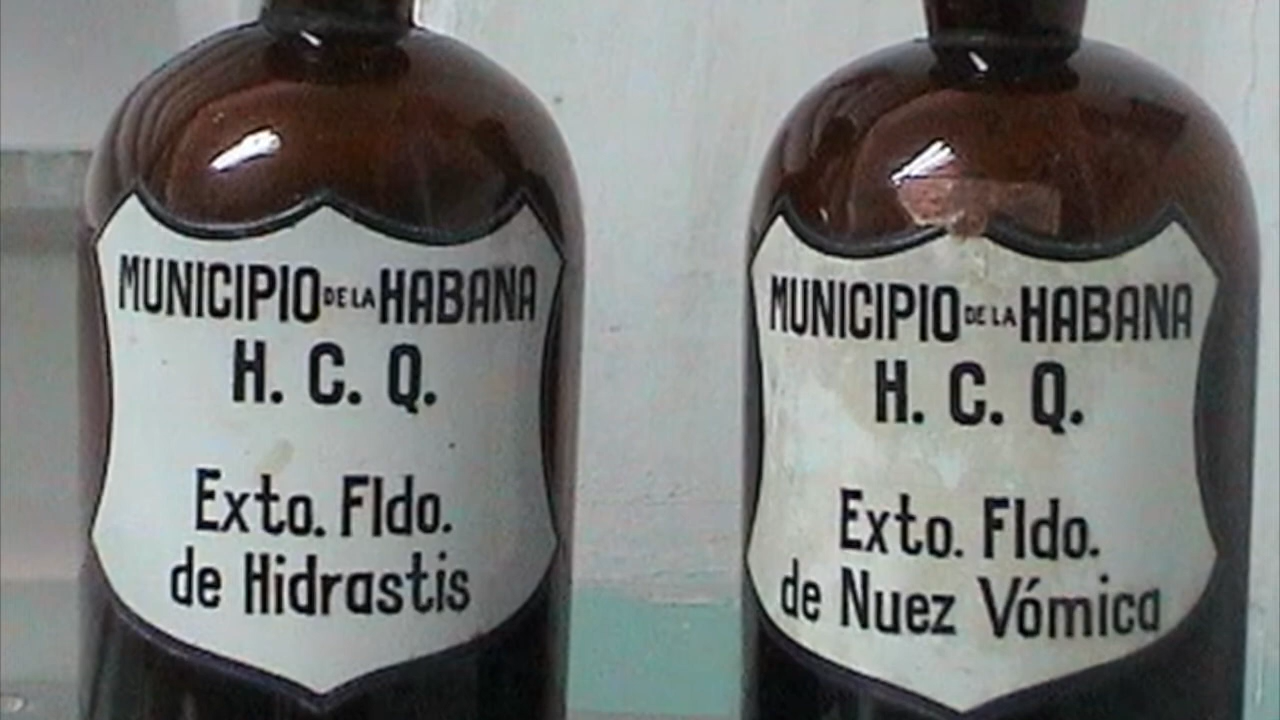 MUNICIPIO DE LA HABANA
H. C. Q.
Exto. Fldo.
de Hidrastis
MUNICIPIO DE LA HABANA
H. C. Q.
Exto. Fldo.
de Nuez Vómica